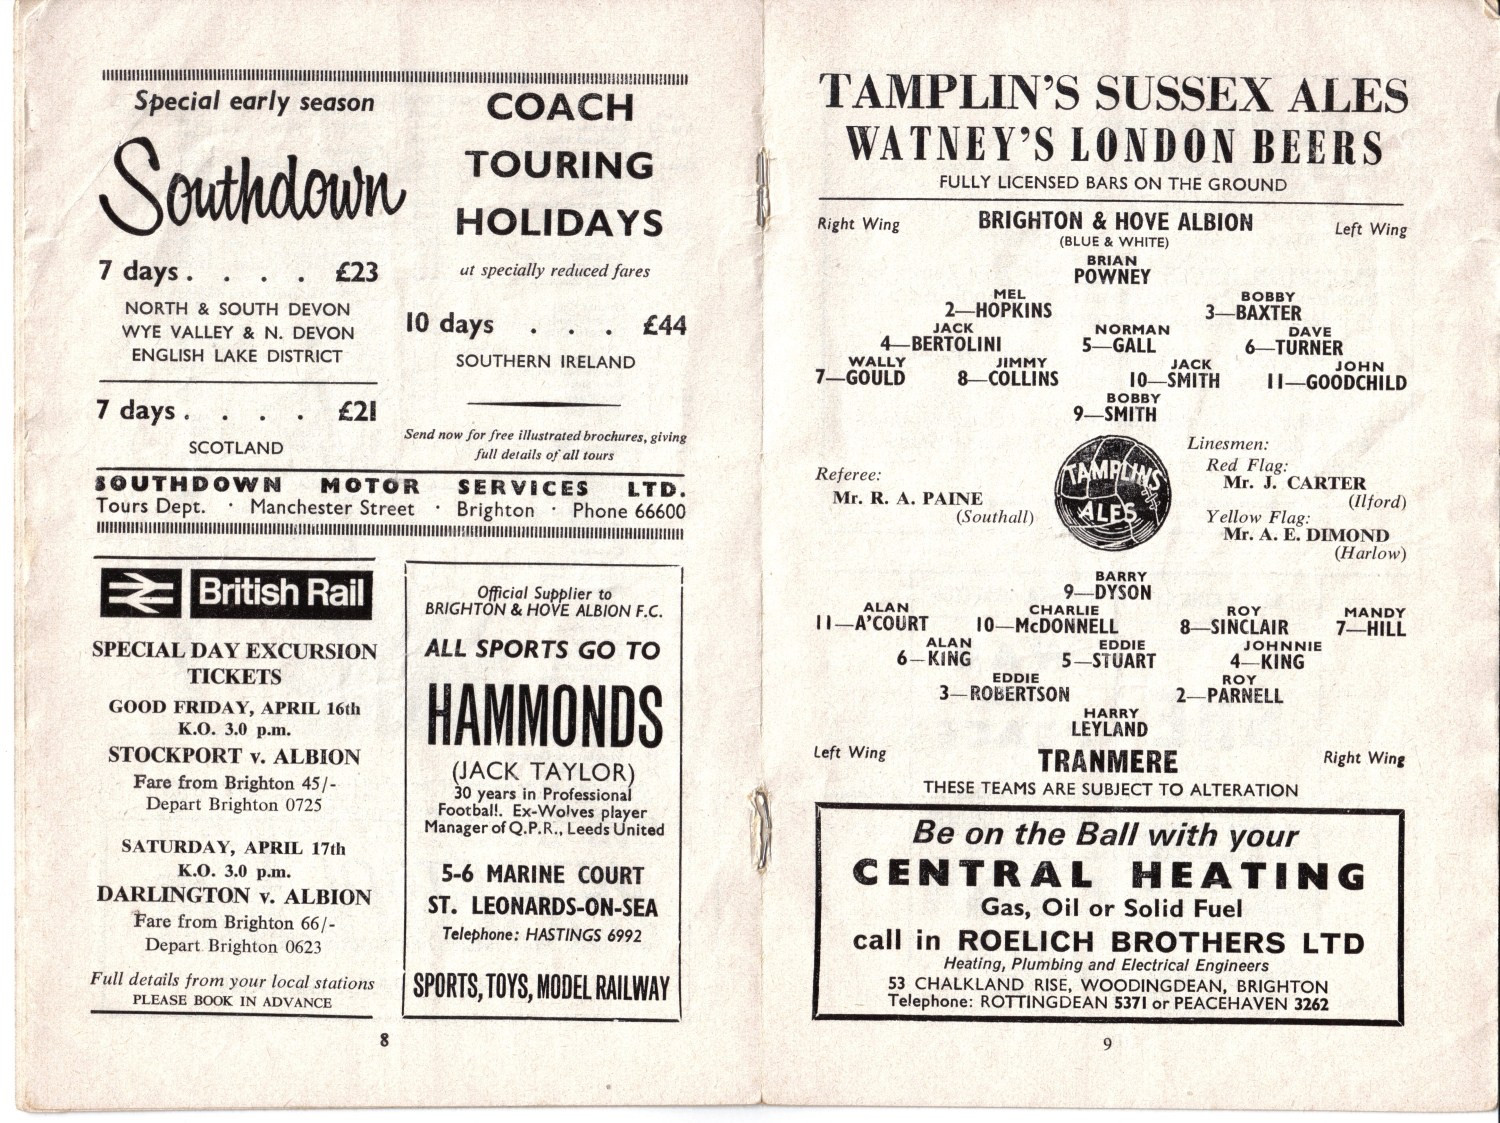 Special early season
Southdown
7 days . . . . £23
NORTH & SOUTH DEVON
WYE VALLEY & N. DEVON
ENGLISH LAKE DISTRICT
7 days . . . . £21
SCOTLAND
COACH
TOURING
HOLIDAYS
at specially reduced fares
10 days . . . £44
SOUTHERN IRELAND
Send now for free illustrated brochures, giving
full details of all tours
SOUTHDOWN MOTOR SERVICES LTD.
Tours Dept. · Manchester Street · Brighton · Phone 66600
British Rail
SPECIAL DAY EXCURSION
TICKETS
GOOD FRIDAY, APRIL 16th
K.O. 3.0 p.m.
STOCKPORT v. ALBION
Fare from Brighton 45/-
Depart Brighton 0725
SATURDAY, APRIL 17th
K.O. 3.0 p.m.
DARLINGTON v. ALBION
Fare from Brighton 66/-
Depart Brighton 0623
Full details from your local stations
PLEASE BOOK IN ADVANCE
Official Supplier to
BRIGHTON & HOVE ALBION F.C.
ALL SPORTS GO TO
HAMMONDS
(JACK TAYLOR)
30 years in Professional
Football. Ex-Wolves player
Manager of Q.P.R., Leeds United
5-6 MARINE COURT
ST. LEONARDS-ON-SEA
Telephone: HASTINGS 6992
SPORTS, TOYS, MODEL RAILWAY
8
TAMPLIN'S SUSSEX ALES
WATNEY'S LONDON BEERS
FULLY LICENSED BARS ON THE GROUND
Right Wing BRIGHTON & HOVE ALBION Left Wing
(BLUE & WHITE)
BRIAN
POWNEY
MEL BOBBY
2—HOPKINS 3—BAXTER
JACK NORMAN DAVE
4—BERTOLINI 5—GALL 6—TURNER
WALLY JIMMY JACK JOHN
7—GOULD 8—COLLINS 10—SMITH 11—GOODCHILD
BOBBY
9—SMITH
Referee:
Mr. R. A. PAINE
(Southall)
TAMPLINS
ALES
Linesmen:
Red Flag:
Mr. J. CARTER
(Ilford)
Yellow Flag:
Mr. A. E. DIMOND
(Harlow)
BARRY
9—DYSON
ALAN CHARLIE ROY MANDY
11—A'COURT 10—McDONNELL 8—SINCLAIR 7—HILL
ALAN EDDIE JOHNNIE
6—KING 5—STUART 4—KING
EDDIE ROY
3—ROBERTSON 2—PARNELL
HARRY
LEYLAND
Left Wing TRANMERE Right Wing
THESE TEAMS ARE SUBJECT TO ALTERATION
Be on the Ball with your
CENTRAL HEATING
Gas, Oil or Solid Fuel
call in ROELICH BROTHERS LTD
Heating, Plumbing and Electrical Engineers
53 CHALKLAND RISE, WOODINGDEAN, BRIGHTON
Telephone: ROTTINGDEAN 5371 or PEACEHAVEN 3262
9